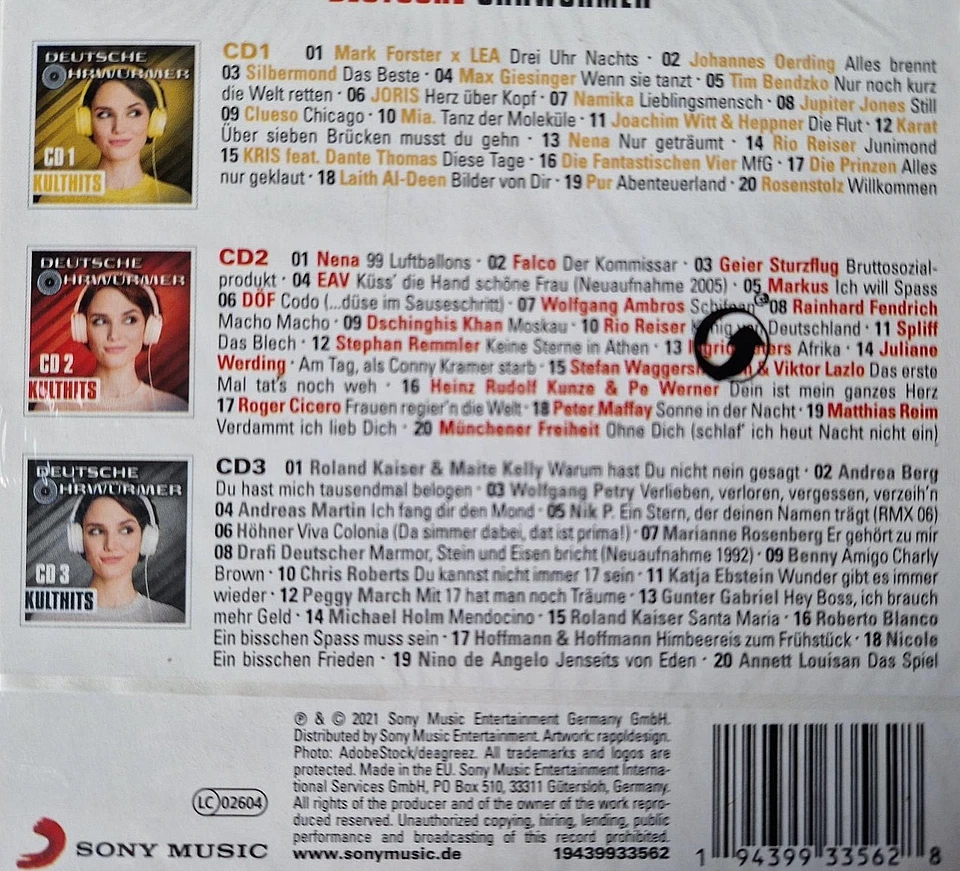 DEUTSCHE OHRWÜRMER
DEUTSCHE
OHRWÜRMER
CD 1
KULTHITS
CD1 01 Mark Forster x LEA Drei Uhr Nachts · 02 Johannes Oerding Alles brennt
03 Silbermond Das Beste · 04 Max Giesinger Wenn sie tanzt · 05 Tim Bendzko Nur noch kurz
die Welt retten · 06 JORIS Herz über Kopf · 07 Namika Lieblingsmensch · 08 Jupiter Jones Still
09 Clueso Chicago · 10 Mia. Tanz der Moleküle · 11 Joachim Witt & Heppner Die Flut · 12 Karat
Über sieben Brücken musst du gehn · 13 Nena Nur geträumt · 14 Rio Reiser Junimond
15 KRIS feat. Dante Thomas Diese Tage · 16 Die Fantastischen Vier MfG · 17 Die Prinzen Alles
nur geklaut · 18 Laith Al-Deen Bilder von Dir · 19 Pur Abenteuerland · 20 Rosenstolz Willkommen
DEUTSCHE
OHRWÜRMER
CD 2
KULTHITS
CD2 01 Nena 99 Luftballons · 02 Falco Der Kommissar · 03 Geier Sturzflug Bruttosozial-
produkt · 04 EAV Küss' die Hand schöne Frau (Neuaufnahme 2005) · 05 Markus Ich will Spass
06 DÖF Codo (...düse im Sauseschritt) · 07 Wolfgang Ambros · 08 Rainhard Fendrich
Macho Macho · 09 Dschinghis Khan Moskau · 10 Rio Reiser Deutschland · 11 Spliff
Das Blech · 12 Stephan Remmler Keine Sterne in Athen · 13 Afrika · 14 Juliane
Werding · Am Tag, als Conny Kramer starb · 15 Stefan & Viktor Lazlo Das erste
Mal tat's noch weh · 16 Heinz Rudolf Kunze & Pe Werner Dein ist mein ganzes Herz
17 Roger Cicero Frauen regier'n die Welt · 18 Peter Maffay Sonne in der Nacht · 19 Matthias Reim
Verdammt ich lieb Dich · 20 Münchener Freiheit Ohne Dich (schlaf' ich heut Nacht nicht ein)
DEUTSCHE
OHRWÜRMER
CD 3
KULTHITS
CD3 01 Roland Kaiser & Maite Kelly Warum hast Du nicht nein gesagt · 02 Andrea Berg
Du hast mich tausendmal belogen · 03 Wolfgang Petry Verlieben, verloren, vergessen, verzeih'n
04 Andreas Martin Ich fang dir den Mond · 05 Nik P. Ein Stern, der deinen Namen trägt (RMX 06)
06 Höhner Viva Colonia (Da simmer dabei, dat ist prima!) · 07 Marianne Rosenberg Er gehört zu mir
08 Drafi Deutscher Marmor, Stein und Eisen bricht (Neuaufnahme 1992) · 09 Benny Amigo Charly
Brown · 10 Chris Roberts Du kannst nicht immer 17 sein · 11 Katja Ebstein Wunder gibt es immer
wieder · 12 Peggy March Mit 17 hat man noch Träume · 13 Gunter Gabriel Hey Boss, ich brauch
mehr Geld · 14 Michael Holm Mendocino · 15 Roland Kaiser Santa Maria · 16 Roberto Blanco
Ein bisschen Spass muss sein · 17 Hoffmann & Hoffmann Himbeereis zum Frühstück · 18 Nicole
Ein bisschen Frieden · 19 Nino de Angelo Jenseits von Eden · 20 Annett Louisan Das Spiel
℗ & © 2021 Sony Music Entertainment Germany GmbH.
Distributed by Sony Music Entertainment. Artwork: rappldesign.
Photo: AdobeStock/deagreez. All trademarks and logos are
protected. Made in the EU. Sony Music Entertainment Interna-
tional Services GmbH, PO Box 510, 33311 Gütersloh, Germany.
All rights of the producer and of the owner of the work repro-
duced reserved. Unauthorized copying, hiring, lending, public
performance and broadcasting of this record prohibited.
www.sonymusic.de 19439933562
LC 02604
SONY MUSIC
1 94399 33562 8